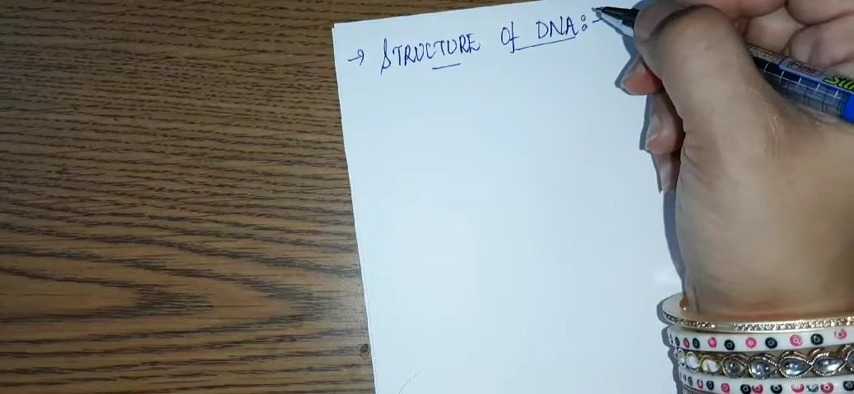 → STRUCTURE Of DNA:-